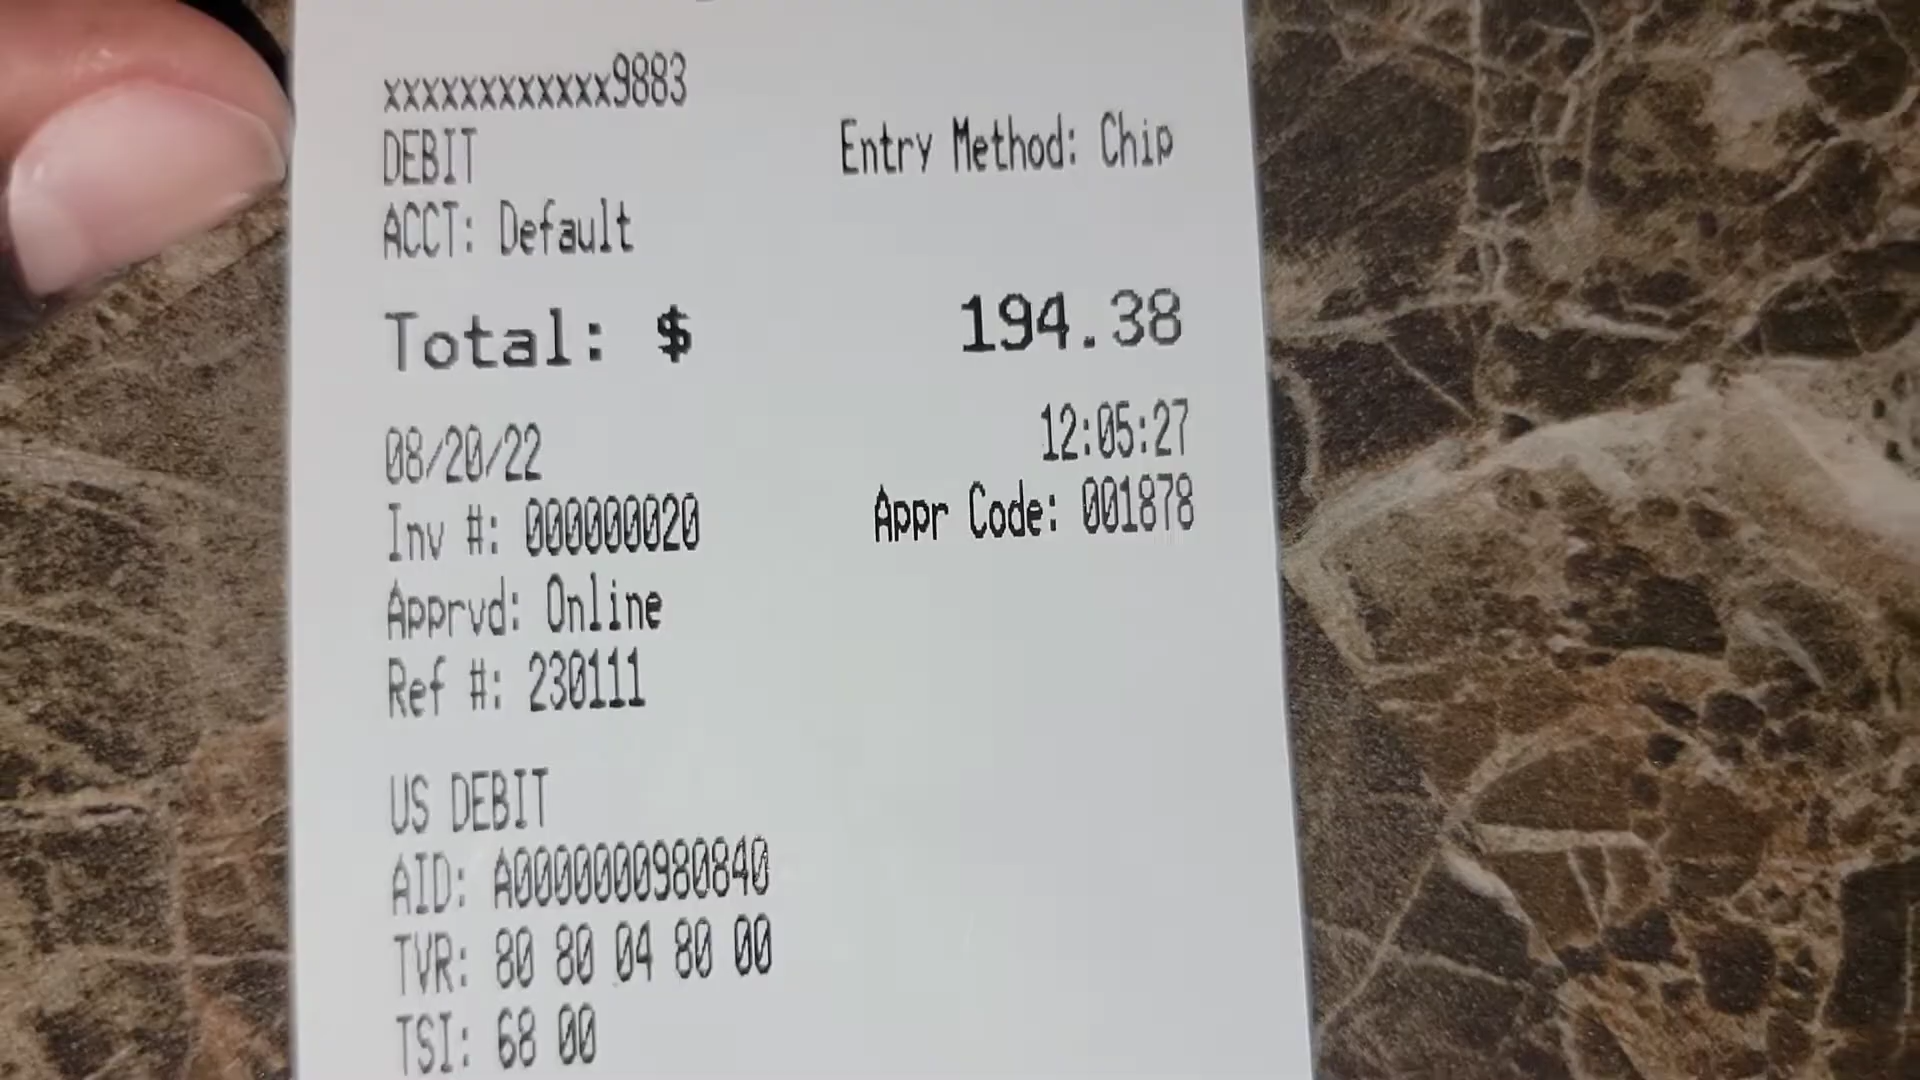 xxxxxxxxxxxx9883
DEBIT Entry Method: Chip
ACCT: Default
Total: $ 194.38
08/20/22 12:05:27
Inv #: 000000020 Appr Code: 001878
Apprvd: Online
Ref #: 230111
US DEBIT
AID: A0000000980840
TVR: 80 80 04 80 00
TSI: 68 00